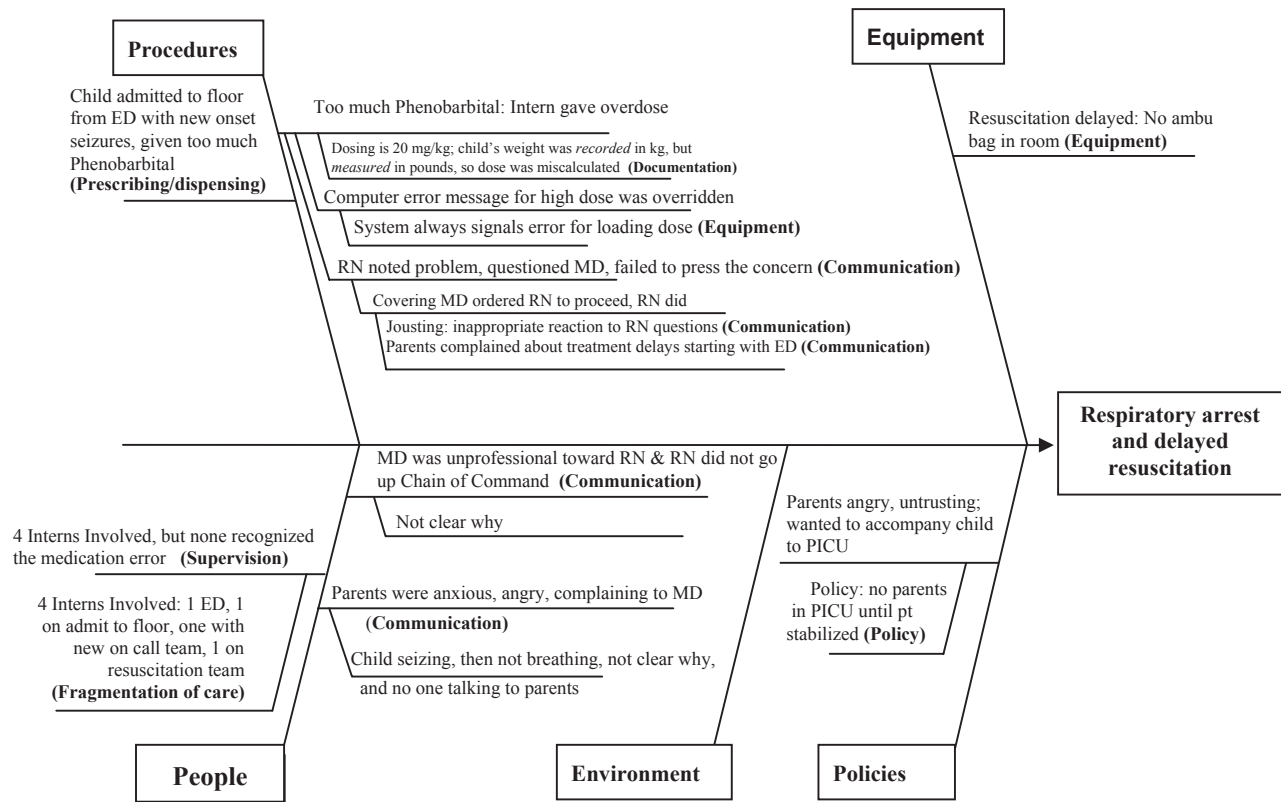 Procedures
Equipment
Child admitted to floor
from ED with new onset
seizures, given too much
Phenobarbital
(Prescribing/dispensing)
Too much Phenobarbital: Intern gave overdose
Dosing is 20 mg/kg; child's weight was recorded in kg, but
measured in pounds, so dose was miscalculated (Documentation)
Computer error message for high dose was overridden
System always signals error for loading dose (Equipment)
RN noted problem, questioned MD, failed to press the concern (Communication)
Covering MD ordered RN to proceed, RN did
Jousting: inappropriate reaction to RN questions (Communication)
Parents complained about treatment delays starting with ED (Communication)
Resuscitation delayed: No ambu
bag in room (Equipment)
Respiratory arrest
and delayed
resuscitation
MD was unprofessional toward RN & RN did not go
up Chain of Command (Communication)
Not clear why
4 Interns Involved, but none recognized
the medication error (Supervision)
4 Interns Involved: 1 ED, 1
on admit to floor, one with
new on call team, 1 on
resuscitation team
(Fragmentation of care)
Parents were anxious, angry, complaining to MD
(Communication)
Child seizing, then not breathing, not clear why,
and no one talking to parents
Parents angry, untrusting;
wanted to accompany child
to PICU
Policy: no parents
in PICU until pt
stabilized (Policy)
People
Environment
Policies